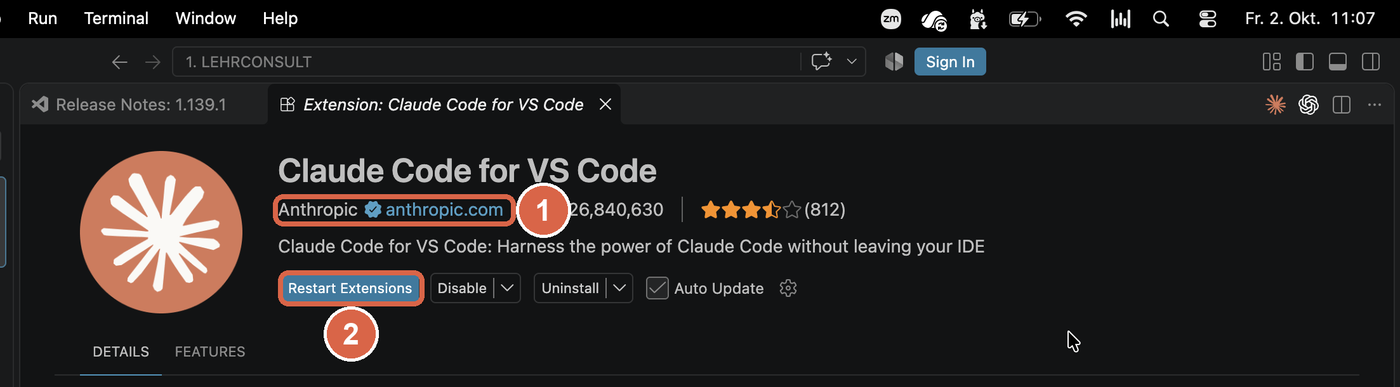 Run Terminal Window Help zm Fr. 2. Okt. 11:07
1. LEHRCONSULT Sign In
Release Notes: 1.139.1 Extension: Claude Code for VS Code
Claude Code for VS Code
Anthropic anthropic.com 1 26,840,630 (812)
Claude Code for VS Code: Harness the power of Claude Code without leaving your IDE
Restart Extensions Disable Uninstall Auto Update
2
DETAILS FEATURES